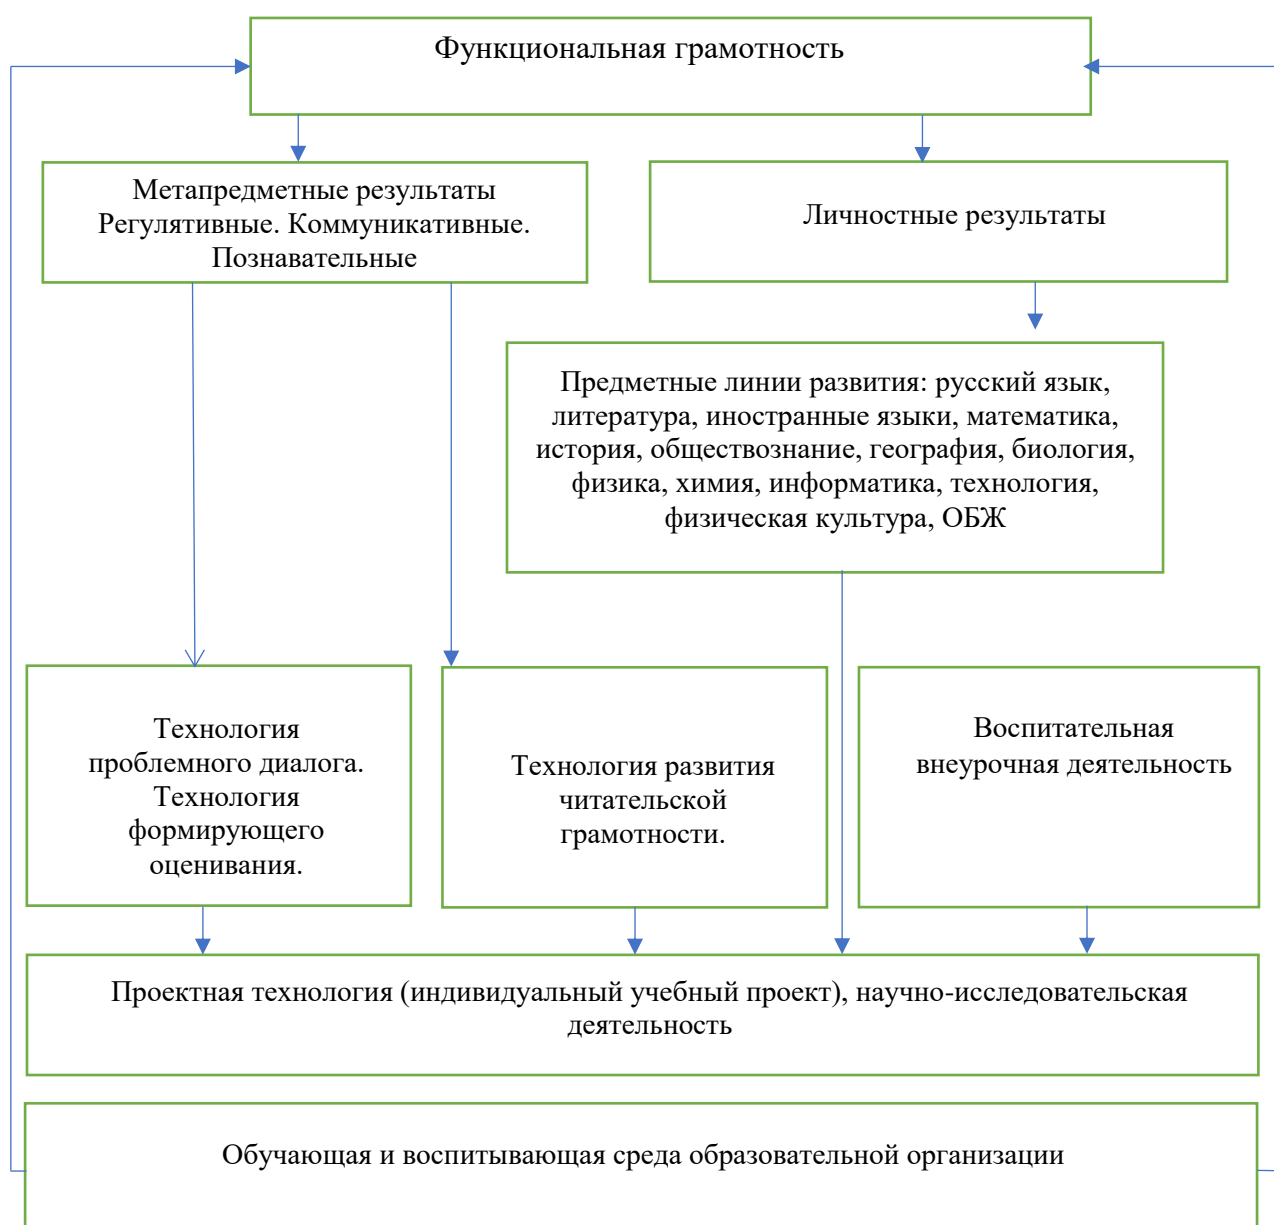 Функциональная грамотность
Метапредметные результаты
Регулятивные. Коммуникативные.
Познавательные
Личностные результаты
Предметные линии развития: русский язык,
литература, иностранные языки, математика,
история, обществознание, география, биология,
физика, химия, информатика, технология,
физическая культура, ОБЖ
Технология
проблемного диалога.
Технология
формирующего
оценивания.
Технология развития
читательской
грамотности.
Воспитательная
внеурочная деятельность
Проектная технология (индивидуальный учебный проект), научно-исследовательская
деятельность
Обучающая и воспитывающая среда образовательной организации